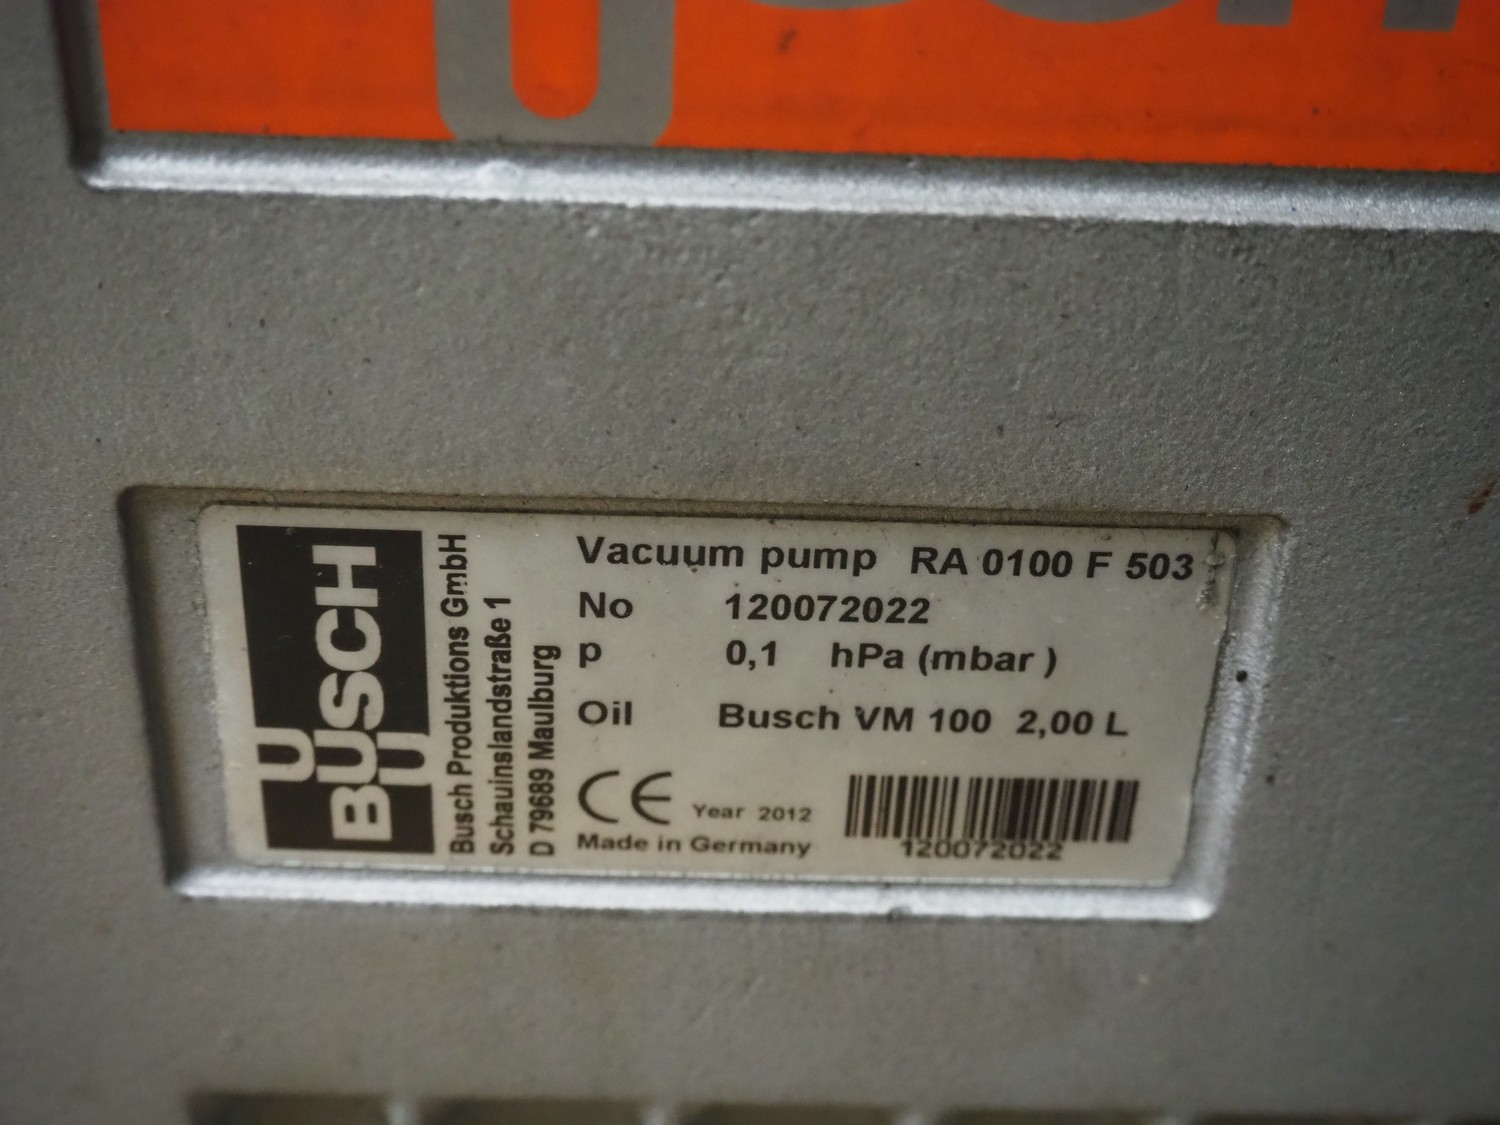 BUSCH
Busch Produktions GmbH
Schauinslandstraße 1
D 79689 Maulburg
Vacuum pump RA 0100 F 503
No 120072022
p 0,1 hPa (mbar )
Oil Busch VM 100 2,00 L
CE Year 2012
Made in Germany
120072022